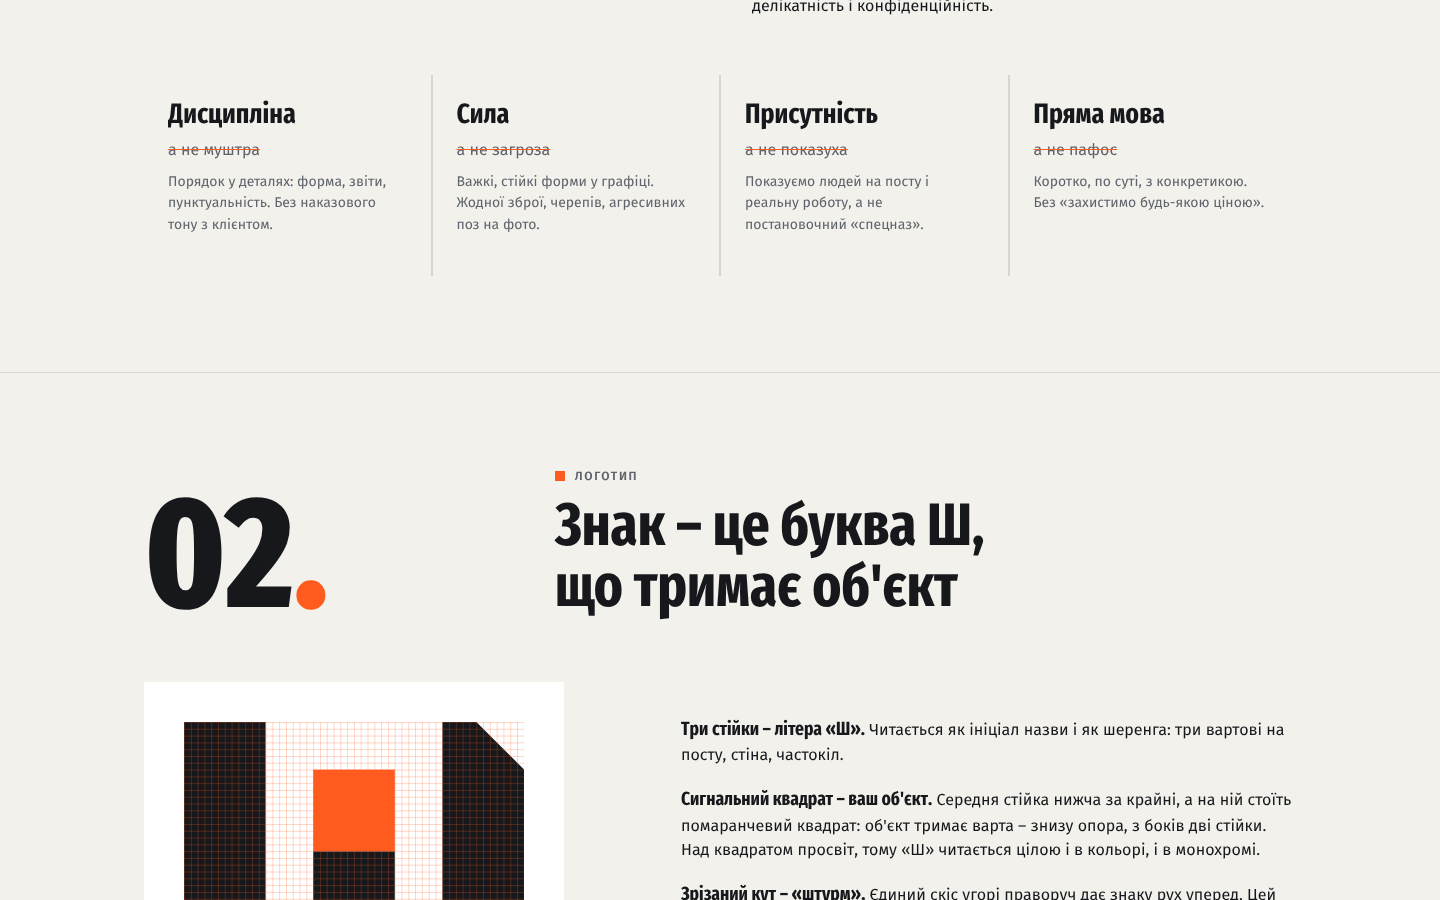 делікатність і конфіденційність.
Дисципліна
а не муштра
Порядок у деталях: форма, звіти,
пунктуальність. Без наказового
тону з клієнтом.
Сила
а не загроза
Важкі, стійкі форми у графіці.
Жодної зброї, черепів, агресивних
поз на фото.
Присутність
а не показуха
Показуємо людей на посту і
реальну роботу, а не
постановочний «спецназ».
Пряма мова
а не пафос
Коротко, по суті, з конкретикою.
Без «захистимо будь-якою ціною».
02.
ЛОГОТИП
Знак – це буква Ш,
що тримає об'єкт
Три стійки – літера «Ш». Читається як ініціал назви і як шеренга: три вартові на
посту, стіна, частокіл.
Сигнальний квадрат – ваш об'єкт. Середня стійка нижча за крайні, а на ній стоїть
помаранчевий квадрат: об'єкт тримає варта – знизу опора, з боків дві стійки.
Над квадратом просвіт, тому «Ш» читається цілою і в кольорі, і в монохромі.
Зрізаний кут – «штурм». Єдиний скіс угорі праворуч дає знаку рух уперед. Цей